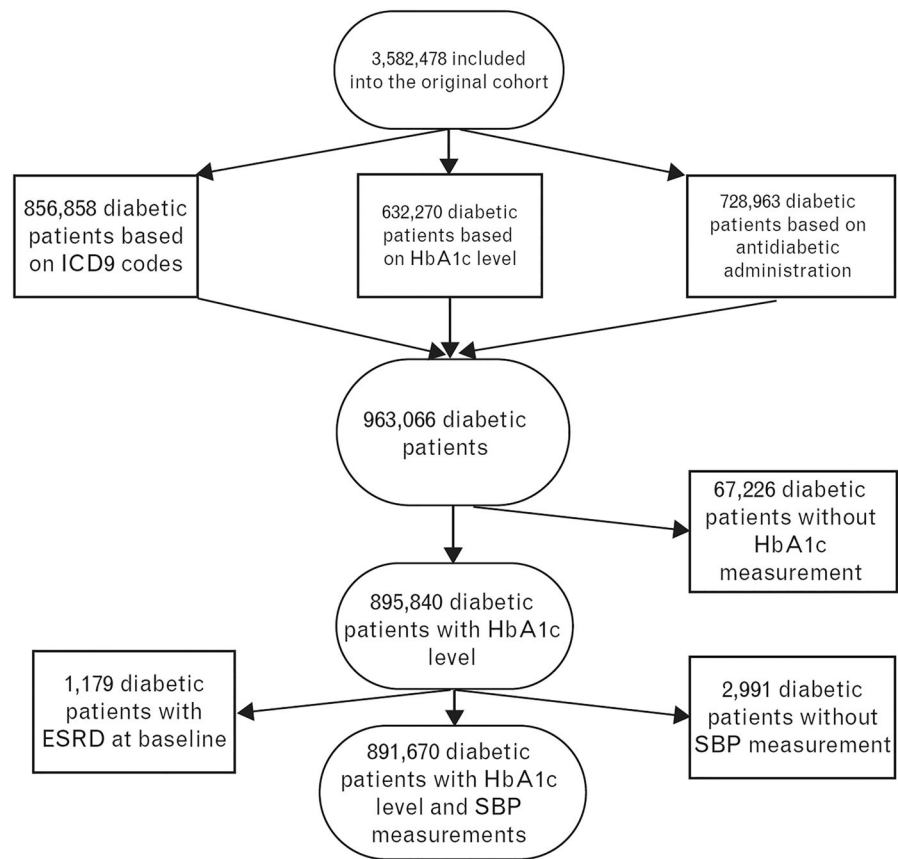 3,582,478 included
into the original cohort
856,858 diabetic
patients based
on ICD9 codes
632,270 diabetic
patients based
on HbA1c level
728,963 diabetic
patients based on
antidiabetic
administration
963,066 diabetic
patients
67,226 diabetic
patients without
HbA1c
measurement
895,840 diabetic
patients with HbA1c
level
1,179 diabetic
patients with
ESRD at baseline
2,991 diabetic
patients without
SBP measurement
891,670 diabetic
patients with HbA1c
level and SBP
measurements